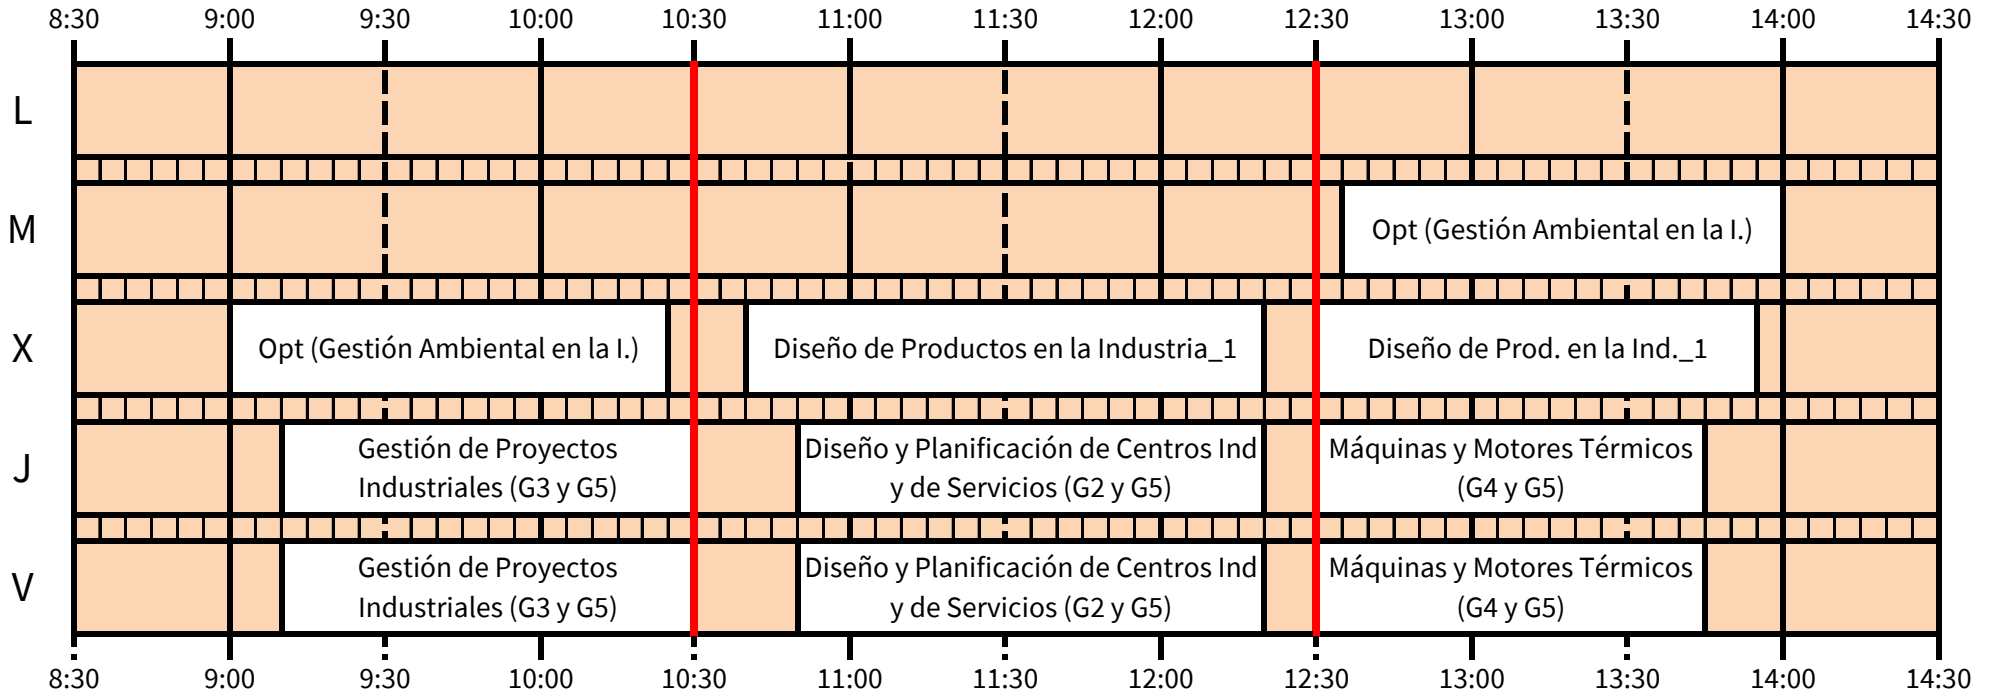 8:30 9:00 9:30 10:00 10:30 11:00 11:30 12:00 12:30 13:00 13:30 14:00 14:30
L
M
Opt (Gestión Ambiental en la I.)
X
Opt (Gestión Ambiental en la I.)
Diseño de Productos en la Industria_1
Diseño de Prod. en la Ind._1
J
Gestión de Proyectos
Industriales (G3 y G5)
Diseño y Planificación de Centros Ind
y de Servicios (G2 y G5)
Máquinas y Motores Térmicos
(G4 y G5)
V
Gestión de Proyectos
Industriales (G3 y G5)
Diseño y Planificación de Centros Ind
y de Servicios (G2 y G5)
Máquinas y Motores Térmicos
(G4 y G5)
8:30 9:00 9:30 10:00 10:30 11:00 11:30 12:00 12:30 13:00 13:30 14:00 14:30